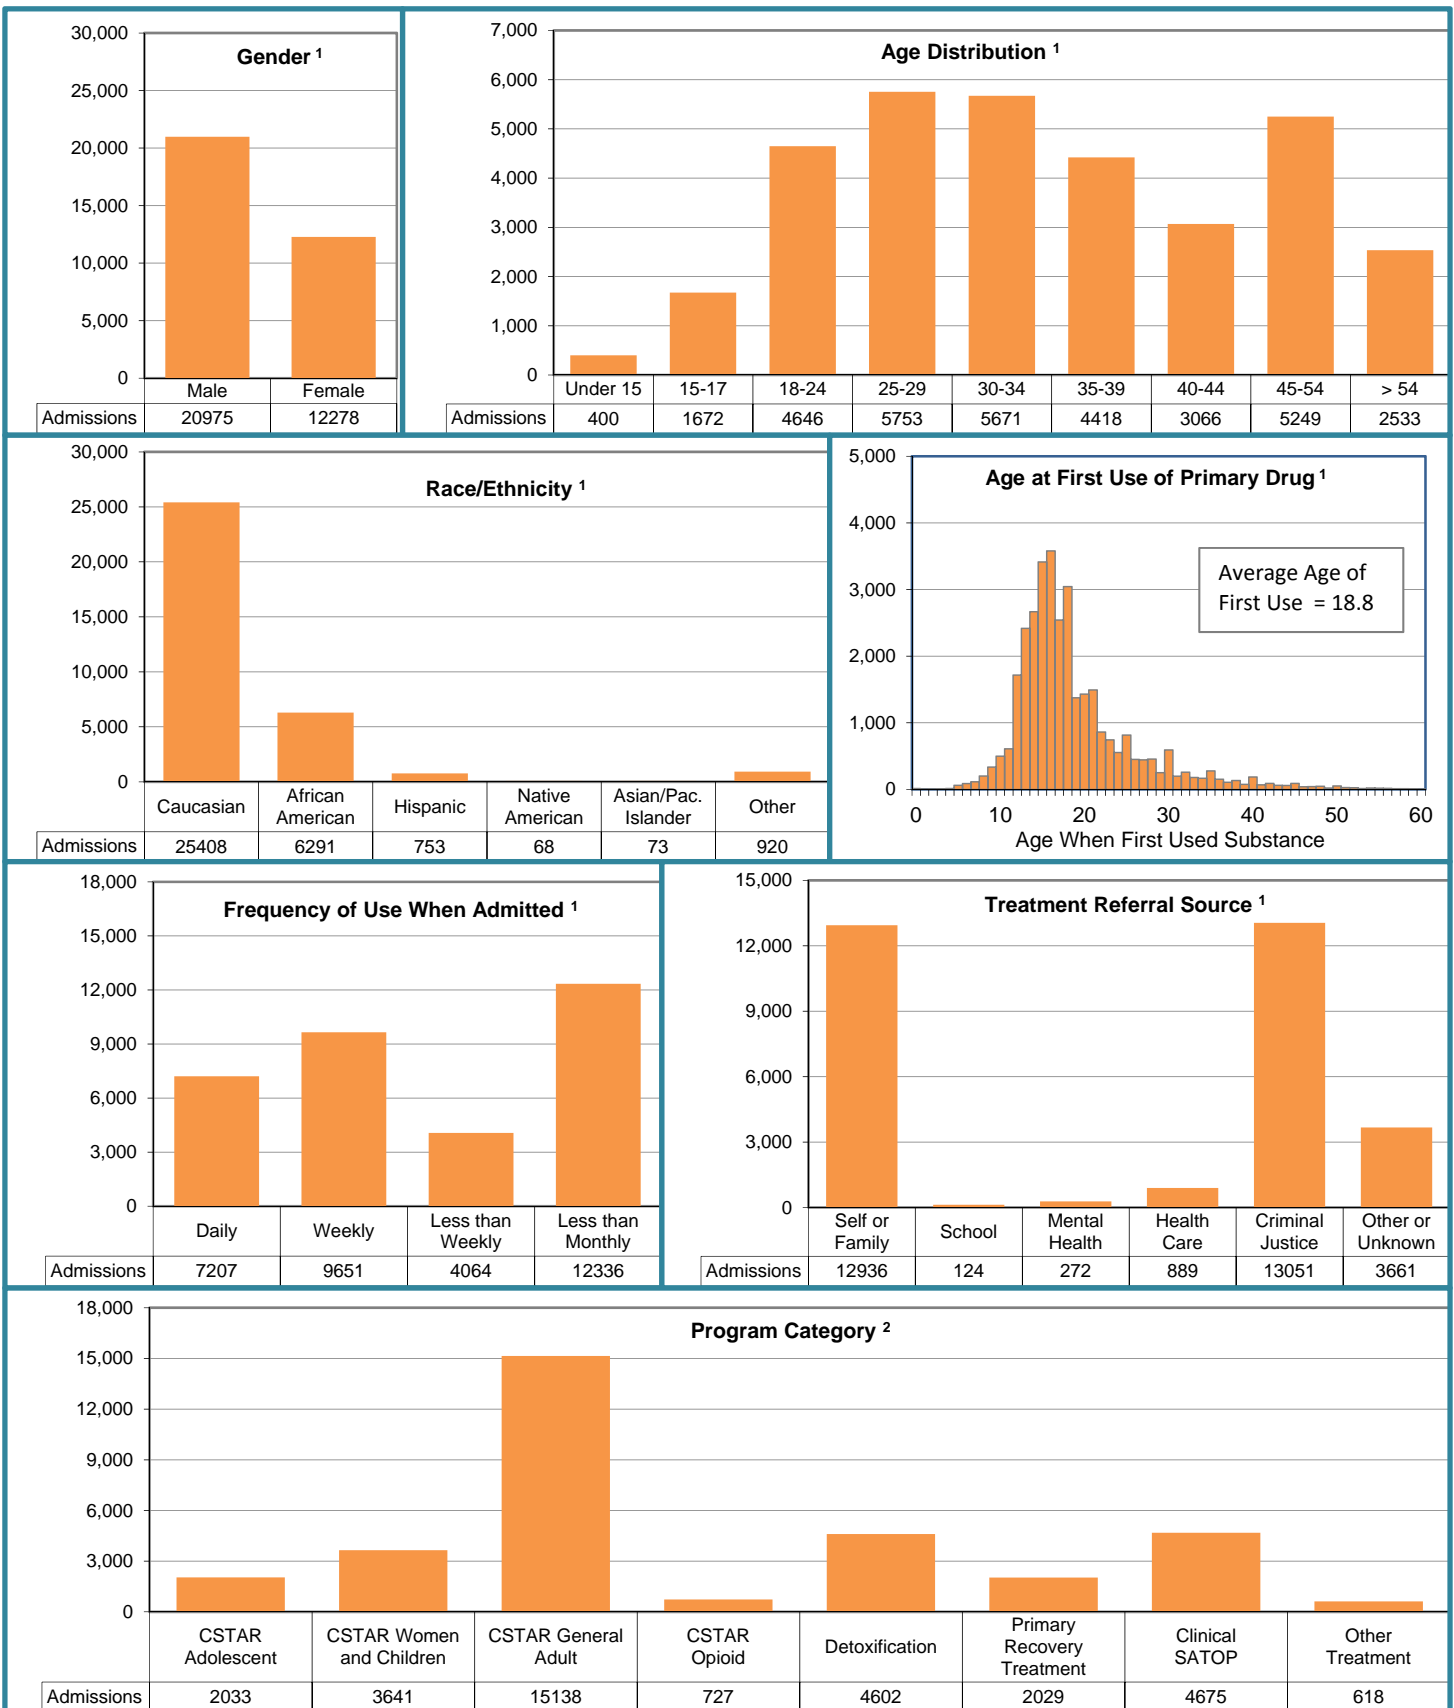 Gender 1
30,000
25,000
20,000
15,000
10,000
5,000
0
Male Female
Admissions 20975 12278
Age Distribution 1
7,000
6,000
5,000
4,000
3,000
2,000
1,000
0
Under 15 15-17 18-24 25-29 30-34 35-39 40-44 45-54 > 54
Admissions 400 1672 4646 5753 5671 4418 3066 5249 2533
Race/Ethnicity 1
30,000
25,000
20,000
15,000
10,000
5,000
0
Caucasian African American Hispanic Native American Asian/Pac. Islander Other
Admissions 25408 6291 753 68 73 920
Age at First Use of Primary Drug 1
5,000
4,000
3,000
2,000
1,000
0
Average Age of
First Use = 18.8
0 10 20 30 40 50 60
Age When First Used Substance
Frequency of Use When Admitted 1
18,000
15,000
12,000
9,000
6,000
3,000
0
Daily Weekly Less than Weekly Less than Monthly
Admissions 7207 9651 4064 12336
Treatment Referral Source 1
15,000
12,000
9,000
6,000
3,000
0
Self or Family School Mental Health Health Care Criminal Justice Other or Unknown
Admissions 12936 124 272 889 13051 3661
Program Category 2
18,000
15,000
12,000
9,000
6,000
3,000
0
CSTAR Adolescent CSTAR Women and Children CSTAR General Adult CSTAR Opioid Detoxification Primary Recovery Treatment Clinical SATOP Other Treatment
Admissions 2033 3641 15138 727 4602 2029 4675 618